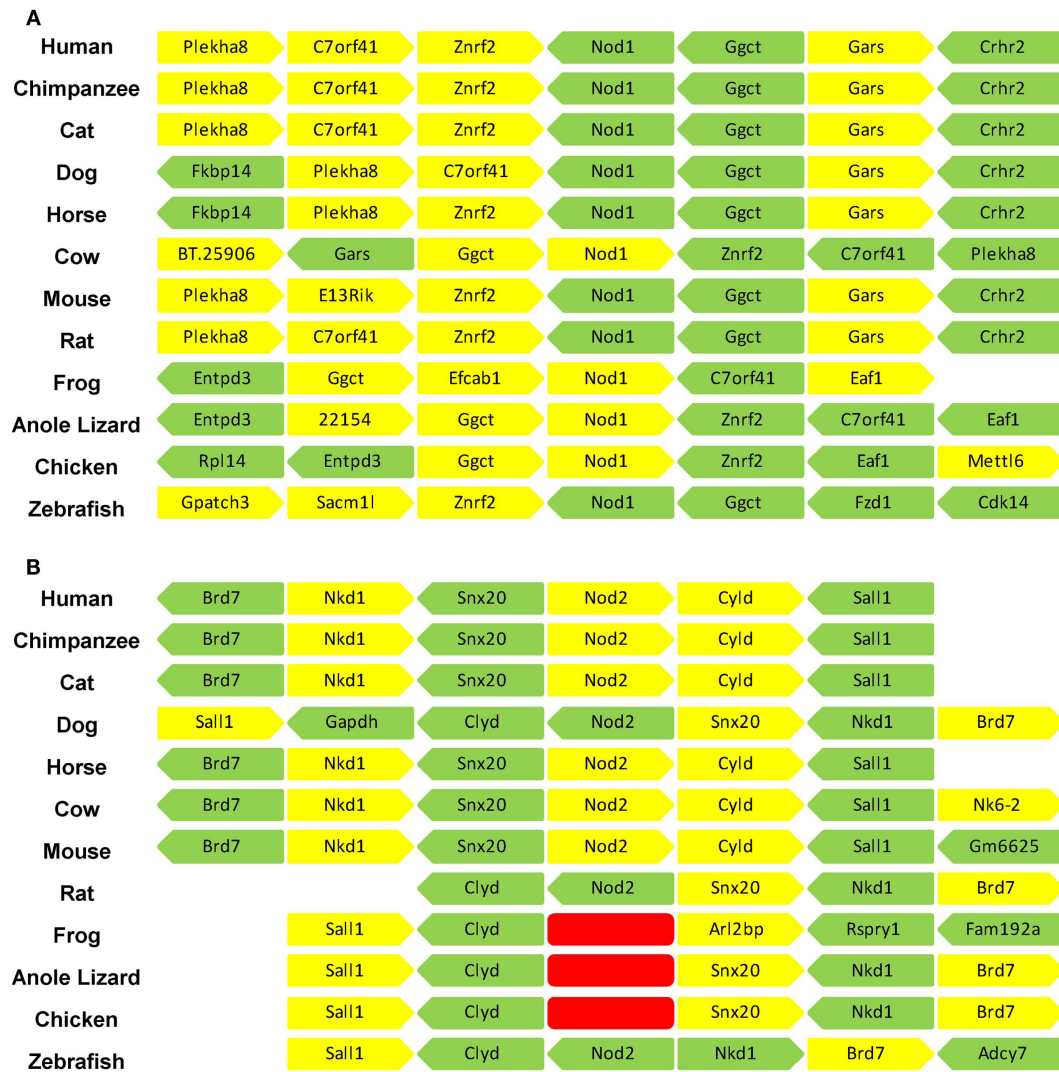 A
Human Plekha8 C7orf41 Znrf2 Nod1 Ggct Gars Crhr2
Chimpanzee Plekha8 C7orf41 Znrf2 Nod1 Ggct Gars Crhr2
Cat Plekha8 C7orf41 Znrf2 Nod1 Ggct Gars Crhr2
Dog Fkbp14 Plekha8 C7orf41 Nod1 Ggct Gars Crhr2
Horse Fkbp14 Plekha8 Znrf2 Nod1 Ggct Gars Crhr2
Cow BT.25906 Gars Ggct Nod1 Znrf2 C7orf41 Plekha8
Mouse Plekha8 E13Rik Znrf2 Nod1 Ggct Gars Crhr2
Rat Plekha8 C7orf41 Znrf2 Nod1 Ggct Gars Crhr2
Frog Entpd3 Ggct Efcab1 Nod1 C7orf41 Eaf1
Anole Lizard Entpd3 22154 Ggct Nod1 Znrf2 C7orf41 Eaf1
Chicken Rpl14 Entpd3 Ggct Nod1 Znrf2 Eaf1 Mettl6
Zebrafish Gpatch3 Sacm1l Znrf2 Nod1 Ggct Fzd1 Cdk14
B
Human Brd7 Nkd1 Snx20 Nod2 Cyld Sall1
Chimpanzee Brd7 Nkd1 Snx20 Nod2 Cyld Sall1
Cat Brd7 Nkd1 Snx20 Nod2 Cyld Sall1
Dog Sall1 Gapdh Clyd Nod2 Snx20 Nkd1 Brd7
Horse Brd7 Nkd1 Snx20 Nod2 Cyld Sall1
Cow Brd7 Nkd1 Snx20 Nod2 Cyld Sall1 Nk6-2
Mouse Brd7 Nkd1 Snx20 Nod2 Cyld Sall1 Gm6625
Rat Clyd Nod2 Snx20 Nkd1 Brd7
Frog Sall1 Clyd Arl2bp Rspry1 Fam192a
Anole Lizard Sall1 Clyd Snx20 Nkd1 Brd7
Chicken Sall1 Clyd Snx20 Nkd1 Brd7
Zebrafish Sall1 Clyd Nod2 Nkd1 Brd7 Adcy7